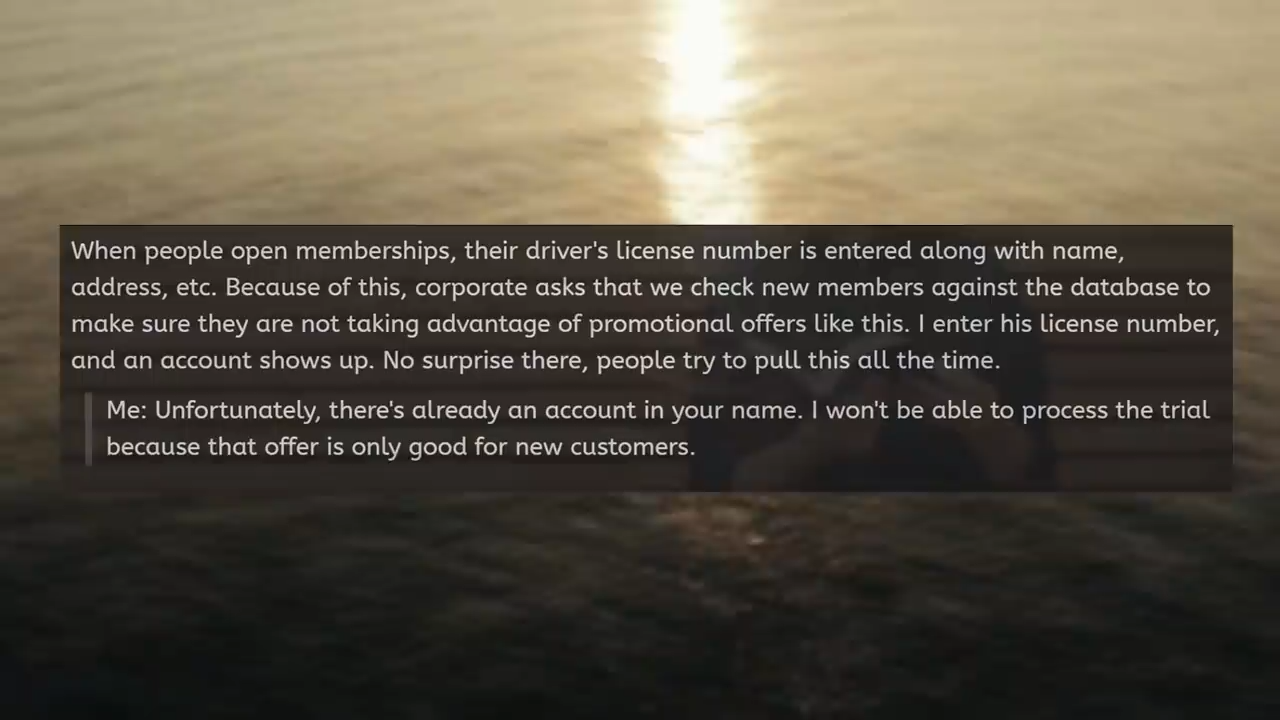 When people open memberships, their driver's license number is entered along with name,
address, etc. Because of this, corporate asks that we check new members against the database to
make sure they are not taking advantage of promotional offers like this. I enter his license number,
and an account shows up. No surprise there, people try to pull this all the time.
Me: Unfortunately, there's already an account in your name. I won't be able to process the trial
because that offer is only good for new customers.